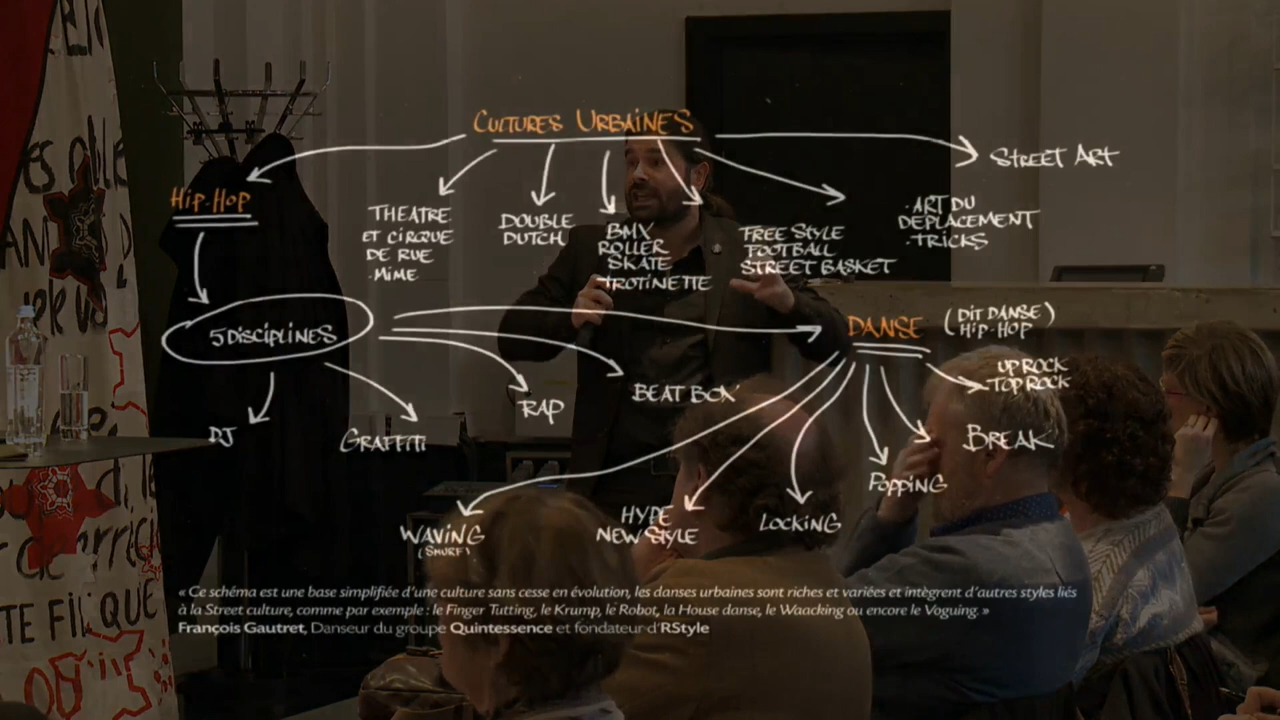 CULTURES URBAINES
STREET ART
HIP-HOP
THEATRE
ET CIRQUE
DE RUE
·MIME
DOUBLE
DUTCH
BMX
ROLLER
SKATE
TROTINETTE
FREE STYLE
FOOTBALL
STREET BASKET
·ART DU
DEPLACEMENT
·TRICKS
5 DISCIPLINES
DJ
GRAFFITI
RAP
BEAT BOX
DANSE
(DIT DANSE)
HIP-HOP
UP ROCK
TOP ROCK
BREAK
POPPING
LOCKING
HYPE
NEW STYLE
WAVING
(SMURF)
« Ce schéma est une base simplifiée d'une culture sans cesse en évolution, les danses urbaines sont riches et variées et intègrent d'autres styles liés
à la Street culture, comme par exemple : le Finger Tutting, le Krump, le Robot, la House danse, le Waacking ou encore le Voguing. »
François Gautret, Danseur du groupe Quintessence et fondateur d'RStyle